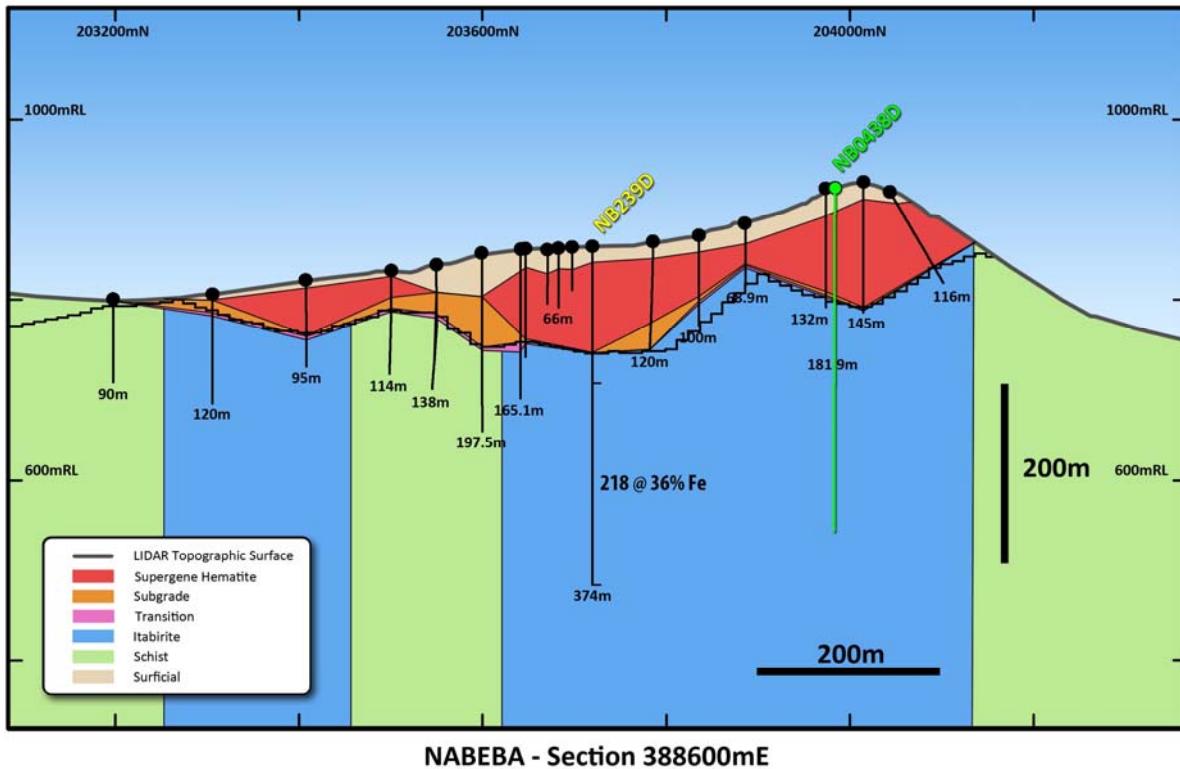 203200mN
203600mN
204000mN
1000mRL
1000mRL
NB0438D
NB239D
66m
68.9m
116m
132m
145m
100m
120m
181.9m
95m
114m
90m
138m
120m
165.1m
197.5m
600mRL
218 @ 36% Fe
200m
600mRL
LIDAR Topographic Surface
Supergene Hematite
Subgrade
Transition
Itabirite
Schist
Surficial
374m
200m
NABEBA - Section 388600mE